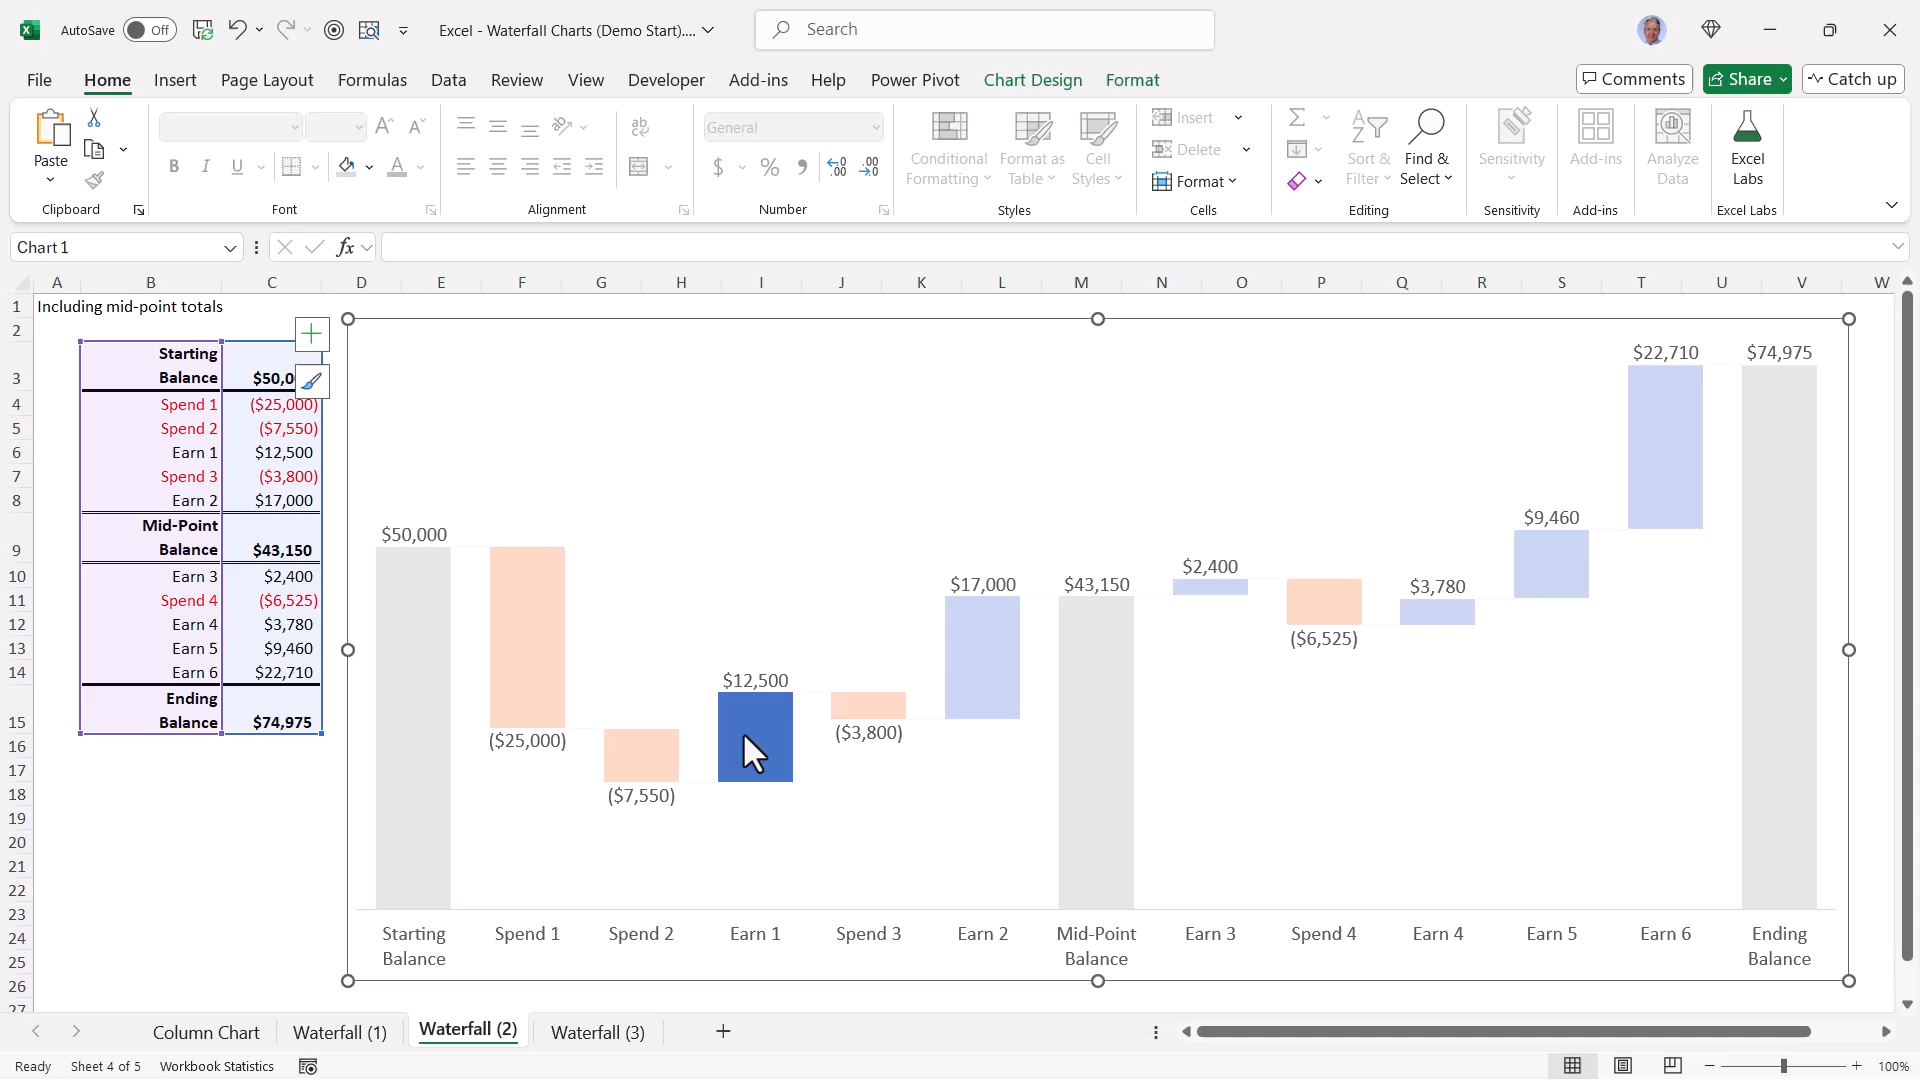 AutoSave Off
Excel - Waterfall Charts (Demo Start)....
Search
File Home Insert Page Layout Formulas Data Review View Developer Add-ins Help Power Pivot Chart Design Format
Comments Share Catch up
Paste
General
Conditional Formatting
Format as Table
Cell Styles
Insert
Delete
Format
Sort & Filter
Find & Select
Sensitivity
Add-ins
Analyze Data
Excel Labs
Clipboard Font Alignment Number Styles Cells Editing Sensitivity Add-ins Excel Labs
Chart 1
fx
A B C D E F G H I J K L M N O P Q R S T U V W
1 Including mid-point totals
2
3 Starting Balance $50,0
4 Spend 1 ($25,000)
5 Spend 2 ($7,550)
6 Earn 1 $12,500
7 Spend 3 ($3,800)
8 Earn 2 $17,000
9 Mid-Point Balance $43,150
10 Earn 3 $2,400
11 Spend 4 ($6,525)
12 Earn 4 $3,780
13 Earn 5 $9,460
14 Earn 6 $22,710
15 Ending Balance $74,975
16
17
18
19
20
21
22
23
24
25
26
27
$50,000 ($25,000) ($7,550) $12,500 ($3,800) $17,000 $43,150 $2,400 ($6,525) $3,780 $9,460 $22,710 $74,975
Starting Balance Spend 1 Spend 2 Earn 1 Spend 3 Earn 2 Mid-Point Balance Earn 3 Spend 4 Earn 4 Earn 5 Earn 6 Ending Balance
Column Chart Waterfall (1) Waterfall (2) Waterfall (3)
Ready Sheet 4 of 5 Workbook Statistics
100%